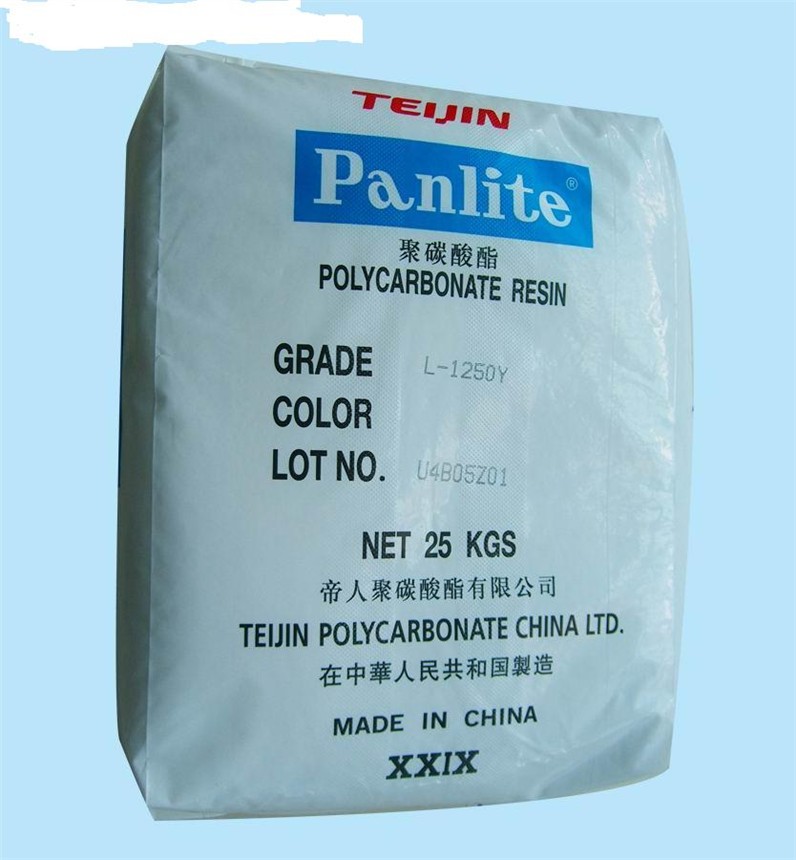 TEIJIN
Panlite®
聚碳酸酯
POLYCARBONATE RESIN
GRADE L-1250Y
COLOR
LOT NO. U4B05Z01
NET 25 KGS
帝人聚碳酸酯有限公司
TEIJIN POLYCARBONATE CHINA LTD.
在中華人民共和国製造
MADE IN CHINA
XXIX